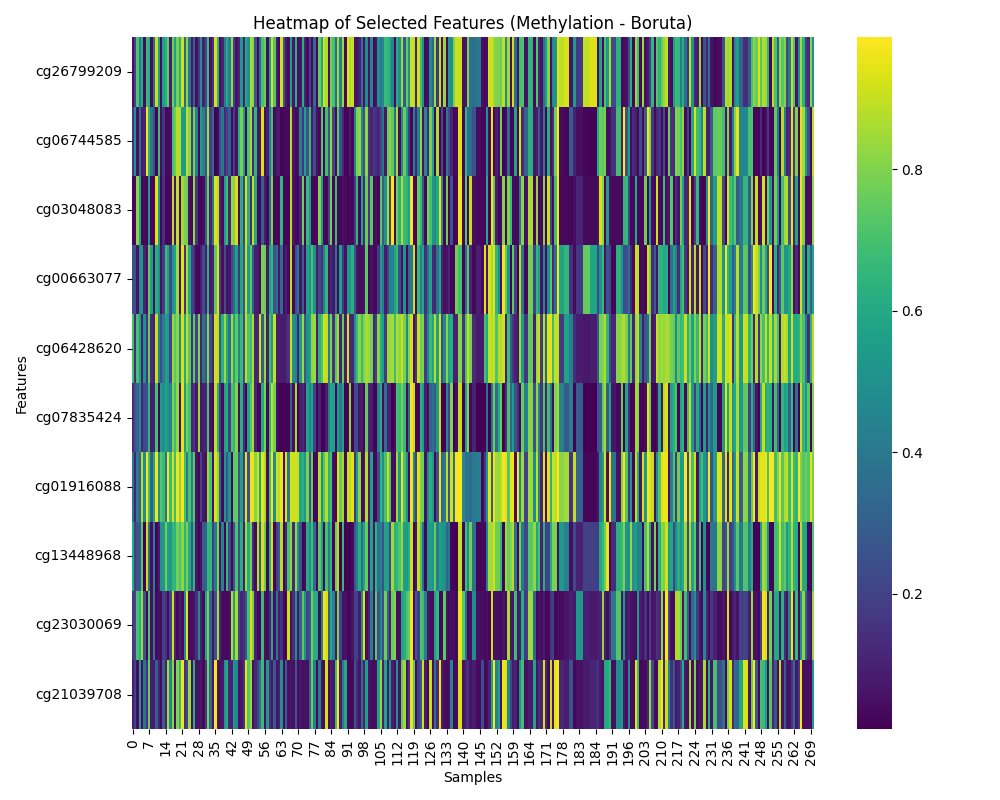 Heatmap of Selected Features (Methylation - Boruta)
cg26799209
cg06744585
cg03048083
cg00663077
cg06428620
cg07835424
cg01916088
cg13448968
cg23030069
cg21039708
Features
0 7 14 21 28 35 42 49 56 63 70 77 84 91 98 105 112 119 126 133 140 145 152 159 164 171 178 183 184 191 196 203 210 217 224 231 236 241 248 255 262 269
Samples
0.8
0.6
0.4
0.2